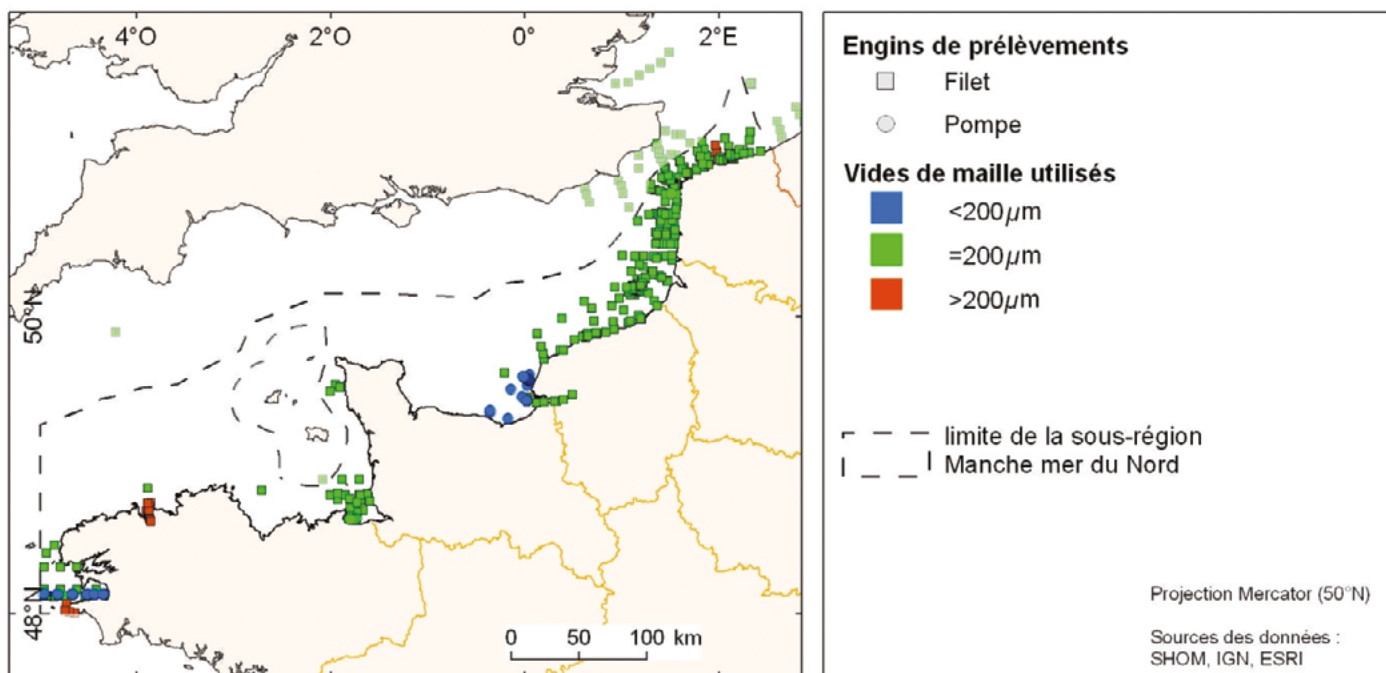 4°O 2°O 0° 2°E
50°N
48°N
0 50 100 km
Engins de prélèvements
Filet
Pompe
Vides de maille utilisés
<200µm
=200µm
>200µm
limite de la sous-région
Manche mer du Nord
Projection Mercator (50°N)
Sources des données :
SHOM, IGN, ESRI